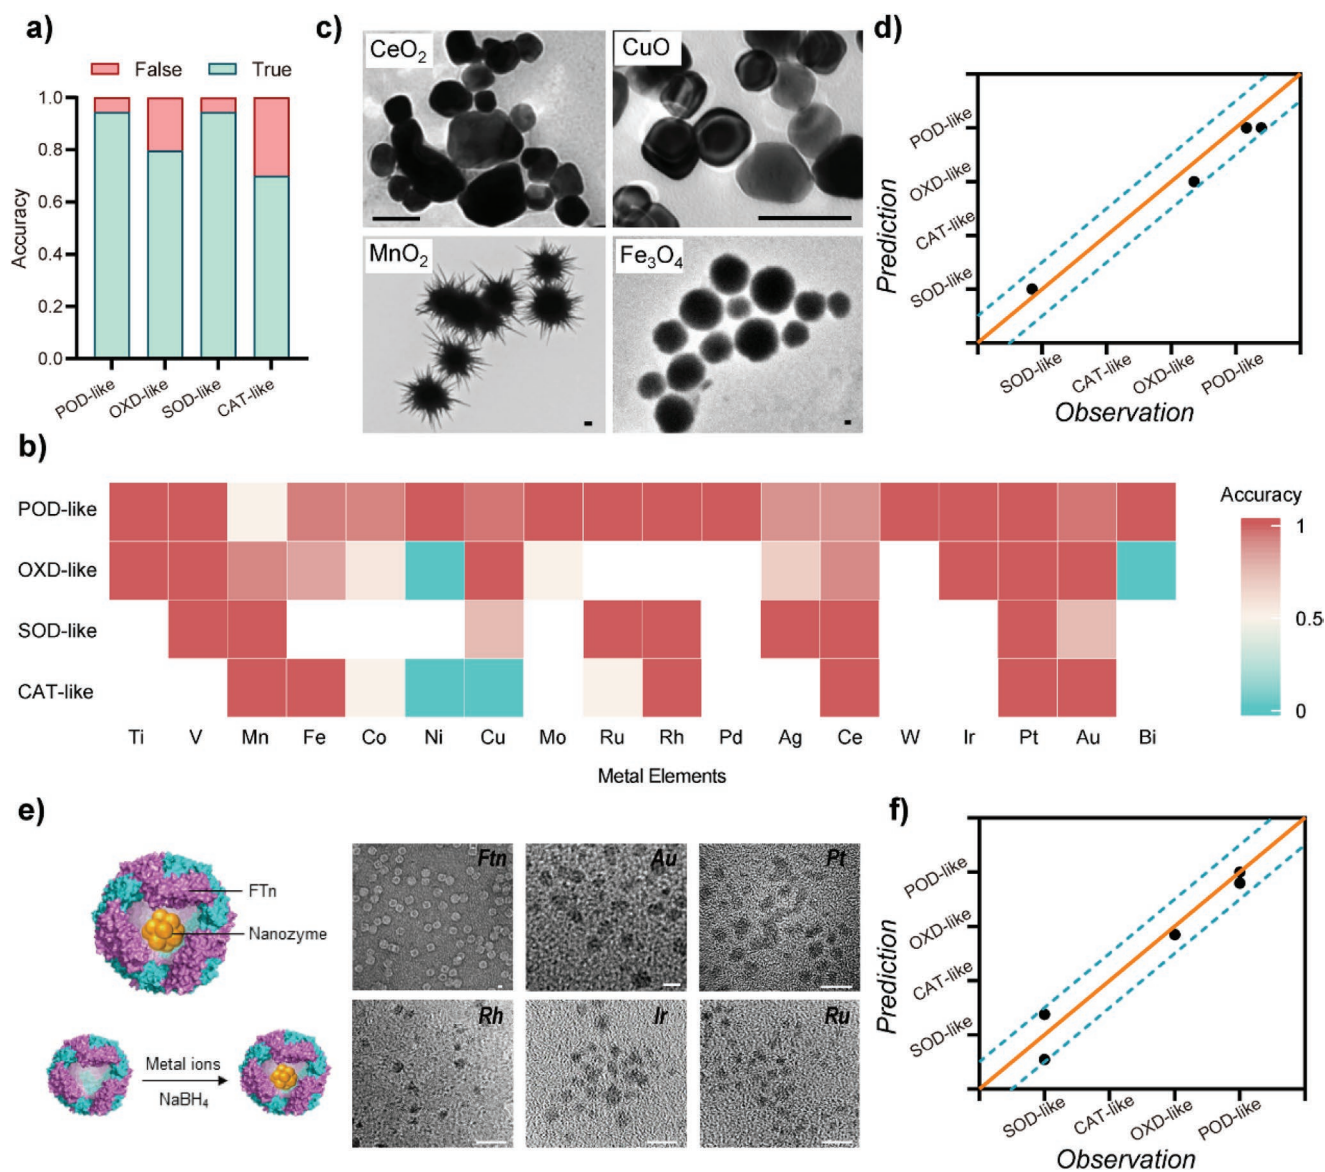 a)
False
True
1.0
0.8
0.6
0.4
0.2
0.0
Accuracy
POD-like
OXD-like
SOD-like
CAT-like
c)
CeO2
CuO
MnO2
Fe3O4
d)
POD-like
OXD-like
CAT-like
SOD-like
Prediction
SOD-like
CAT-like
OXD-like
POD-like
Observation
b)
POD-like
OXD-like
SOD-like
CAT-like
Ti V Mn Fe Co Ni Cu Mo Ru Rh Pd Ag Ce W Ir Pt Au Bi
Metal Elements
Accuracy
1
0.5
0
e)
FTn
Nanozyme
Metal ions
NaBH4
Ftn
Au
Pt
Rh
Ir
Ru
f)
POD-like
OXD-like
CAT-like
SOD-like
Prediction
SOD-like
CAT-like
OXD-like
POD-like
Observation